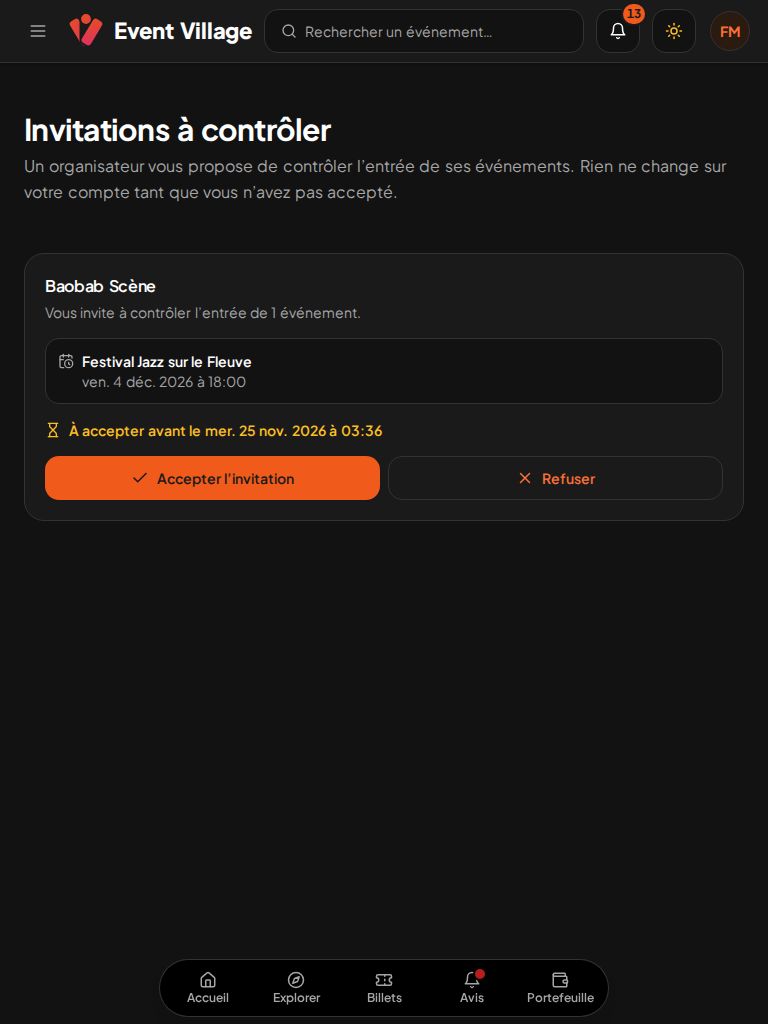 Event Village
Rechercher un événement…
13
FM
Invitations à contrôler
Un organisateur vous propose de contrôler l’entrée de ses événements. Rien ne change sur
votre compte tant que vous n’avez pas accepté.
Baobab Scène
Vous invite à contrôler l’entrée de 1 événement.
Festival Jazz sur le Fleuve
ven. 4 déc. 2026 à 18:00
À accepter avant le mer. 25 nov. 2026 à 03:36
Accepter l’invitation
Refuser
Accueil
Explorer
Billets
Avis
Portefeuille